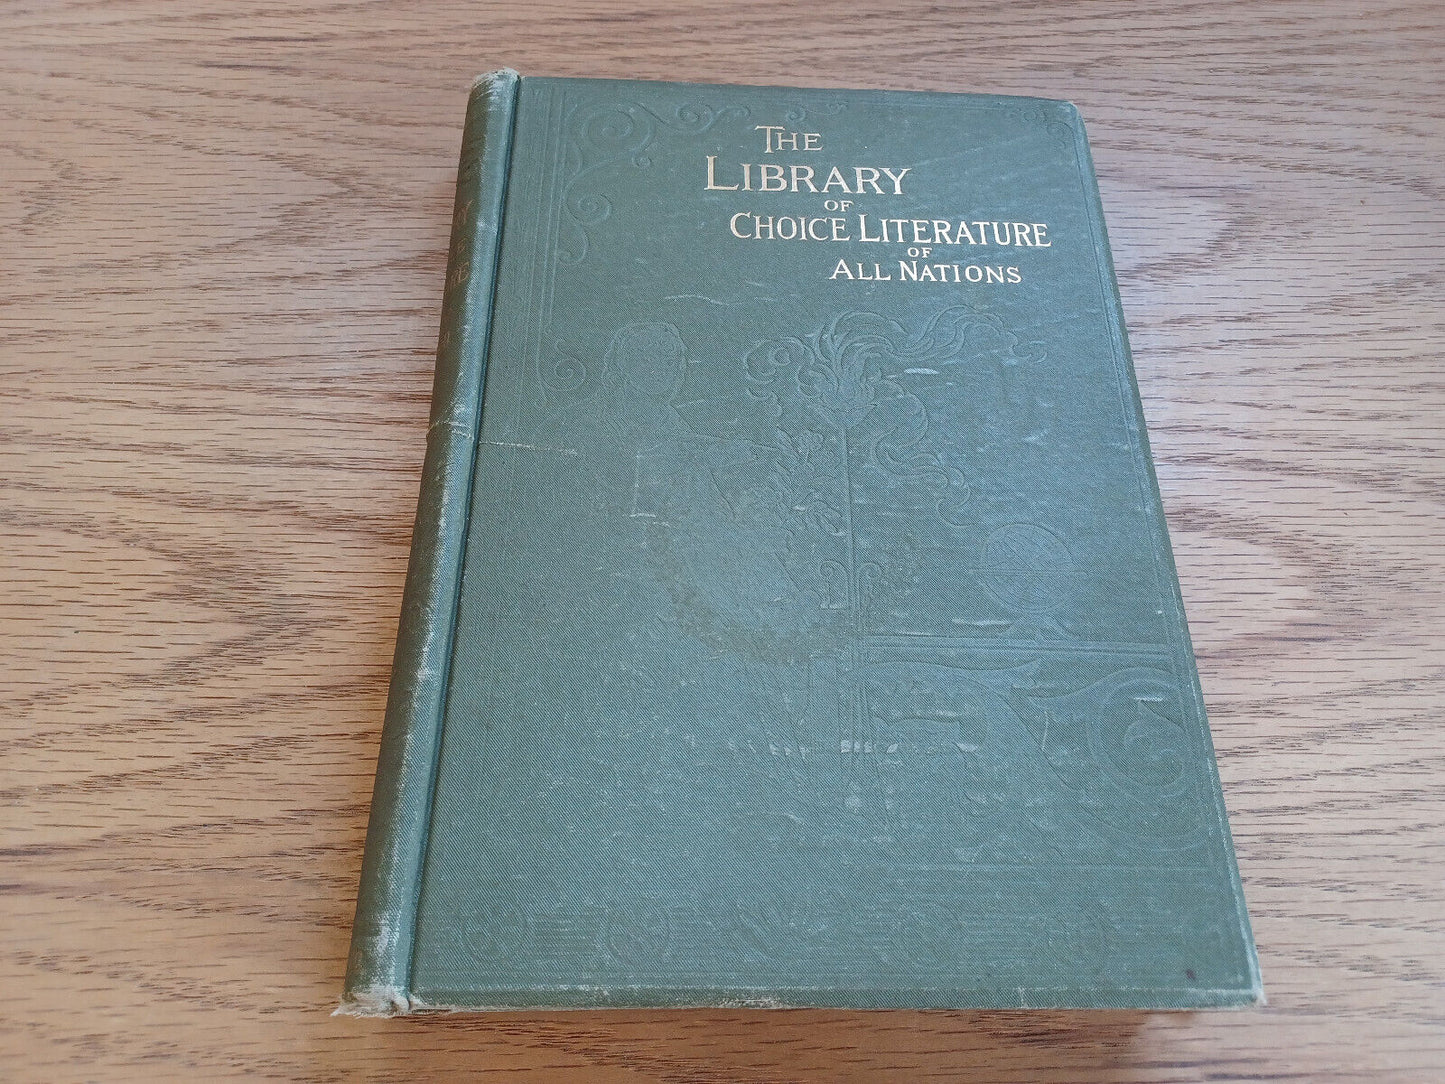 THE
LIBRARY
OF
CHOICE LITERATURE
OF
ALL NATIONS